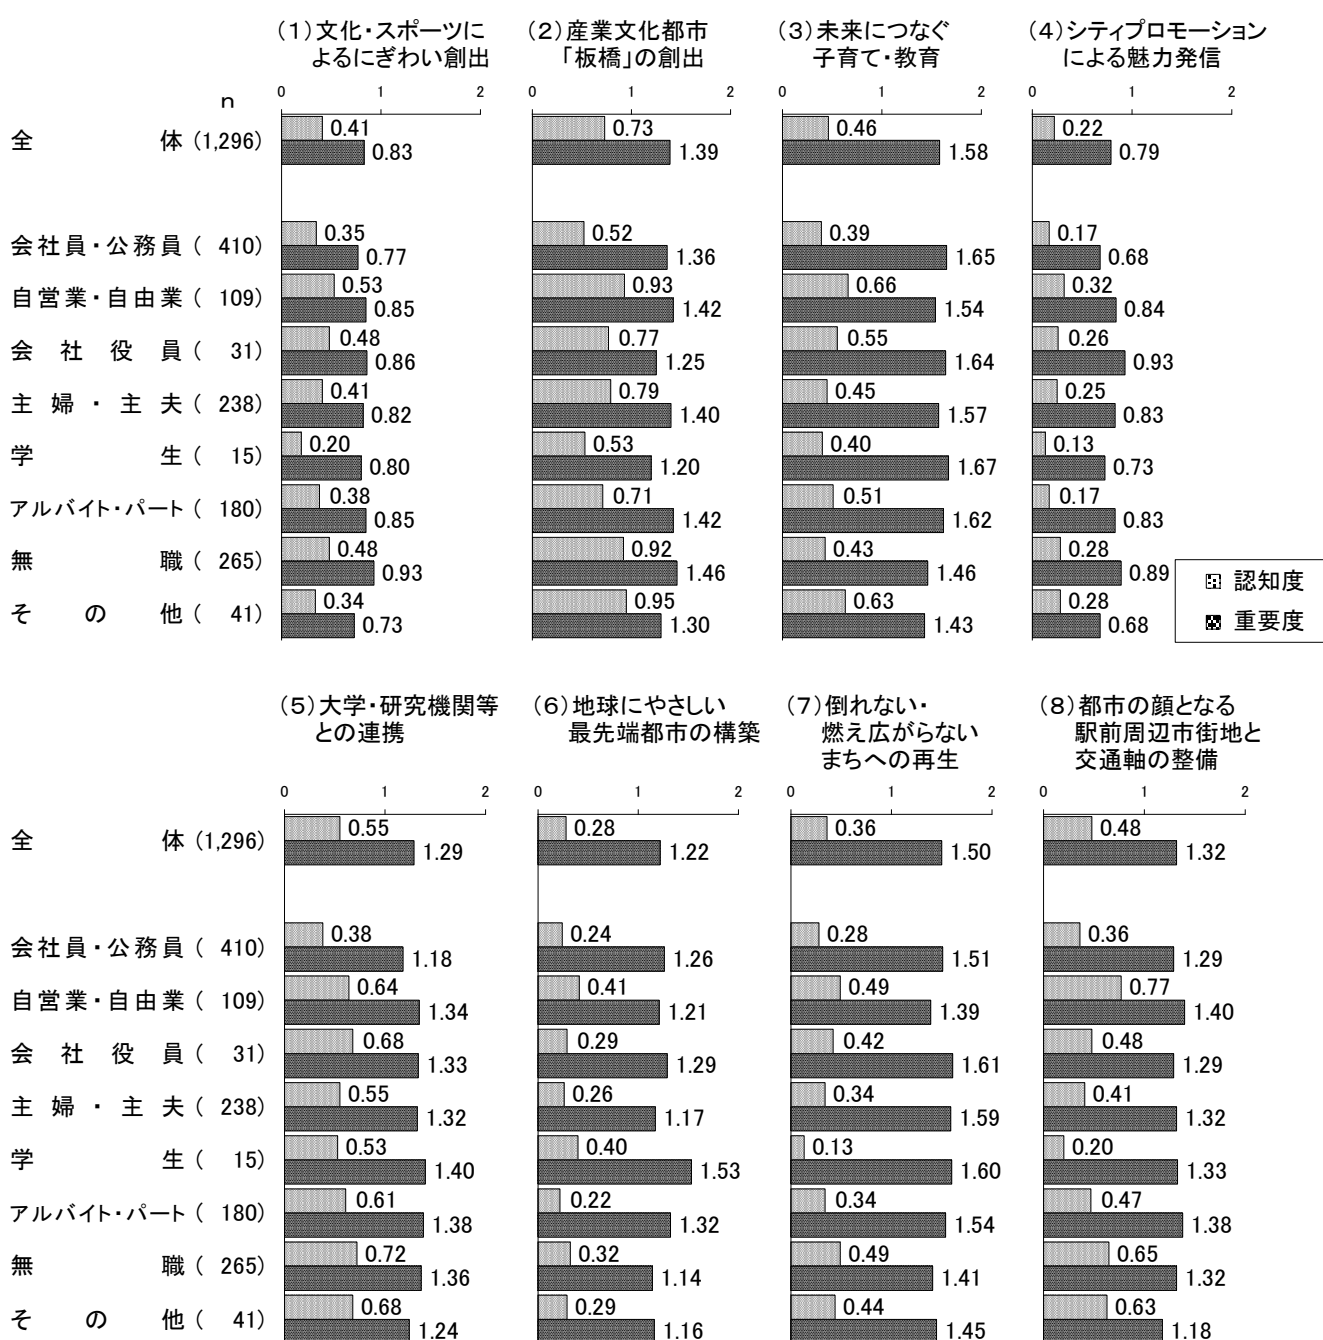 (1)文化・スポーツに
よるにぎわい創出
(2)産業文化都市
「板橋」の創出
(3)未来につなぐ
子育て・教育
(4)シティプロモーション
による魅力発信
n
0 1 2 0 1 2 0 1 2 0 1 2
全体 (1,296) 0.41 0.73 0.46 0.22
0.83 1.39 1.58 0.79
会社員・公務員 ( 410) 0.35 0.52 0.39 0.17
0.77 1.36 1.65 0.68
自営業・自由業 ( 109) 0.53 0.93 0.66 0.32
0.85 1.42 1.54 0.84
会社役員 ( 31) 0.48 0.77 0.55 0.26
0.86 1.25 1.64 0.93
主婦・主夫 ( 238) 0.41 0.79 0.45 0.25
0.82 1.40 1.57 0.83
学生 ( 15) 0.20 0.53 0.40 0.13
0.80 1.20 1.67 0.73
アルバイト・パート ( 180) 0.38 0.71 0.51 0.17
0.85 1.42 1.62 0.83
無職 ( 265) 0.48 0.92 0.43 0.28
0.93 1.46 1.46 0.89
その他 ( 41) 0.34 0.95 0.63 0.28
0.73 1.30 1.43 0.68
認知度
重要度
(5)大学・研究機関等
との連携
(6)地球にやさしい
最先端都市の構築
(7)倒れない・
燃え広がらない
まちへの再生
(8)都市の顔となる
駅前周辺市街地と
交通軸の整備
0 1 2 0 1 2 0 1 2 0 1 2
全体 (1,296) 0.55 0.28 0.36 0.48
1.29 1.22 1.50 1.32
会社員・公務員 ( 410) 0.38 0.24 0.28 0.36
1.18 1.26 1.51 1.29
自営業・自由業 ( 109) 0.64 0.41 0.49 0.77
1.34 1.21 1.39 1.40
会社役員 ( 31) 0.68 0.29 0.42 0.48
1.33 1.29 1.61 1.29
主婦・主夫 ( 238) 0.55 0.26 0.34 0.41
1.32 1.17 1.59 1.32
学生 ( 15) 0.53 0.40 0.13 0.20
1.40 1.53 1.60 1.33
アルバイト・パート ( 180) 0.61 0.22 0.34 0.47
1.38 1.32 1.54 1.38
無職 ( 265) 0.72 0.32 0.49 0.65
1.36 1.14 1.41 1.32
その他 ( 41) 0.68 0.29 0.44 0.63
1.24 1.16 1.45 1.18